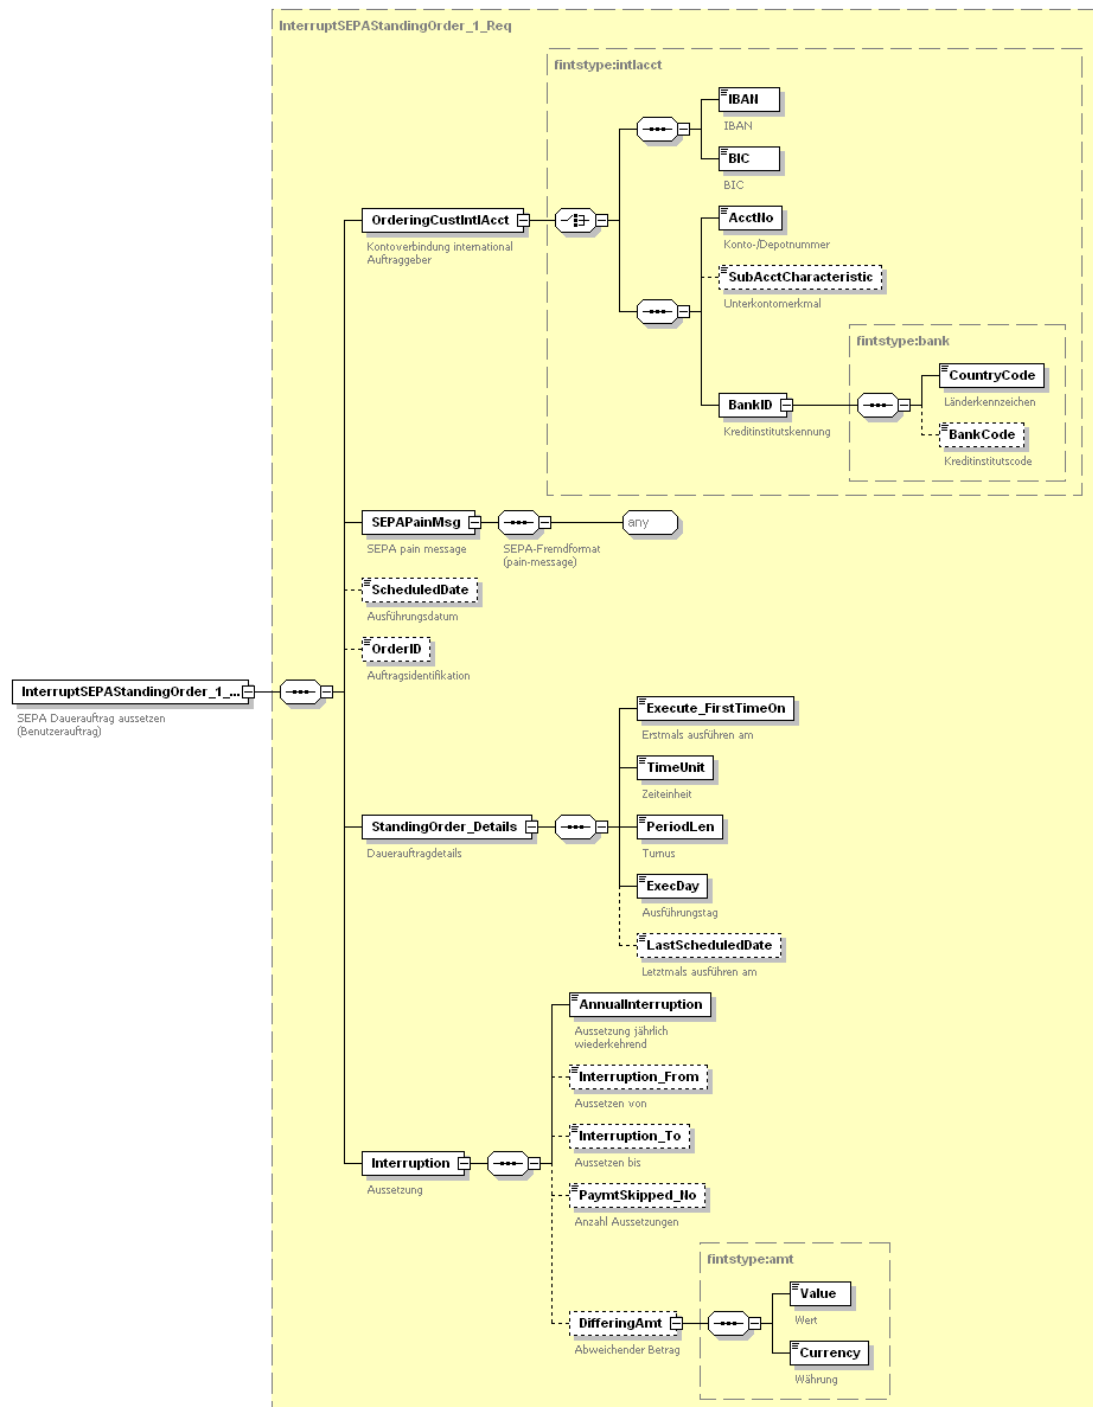 InterruptSEPAStandingOrder_1_Req
fintstype:intlacct
IBAN
IBAN
BIC
BIC
OrderingCustIntlAcct
Kontoverbindung international
Auftraggeber
AcctNo
Konto-/Depotnummer
SubAcctCharacteristic
Unterkontomerkmal
fintstype:bank
CountryCode
Länderkennzeichen
BankID
Kreditinstitutskennung
BankCode
Kreditinstitutscode
SEPAPainMsg
SEPA pain message
SEPA-Fremdformat
(pain-message)
any
ScheduledDate
Ausführungsdatum
OrderID
Auftragsidentifikation
InterruptSEPAStandingOrder_1_...
SEPA Dauerauftrag aussetzen
(Benutzerauftrag)
Execute_FirstTimeOn
Erstmals ausführen am
TimeUnit
Zeiteinheit
StandingOrder_Details
Dauerauftragdetails
PeriodLen
Turnus
ExecDay
Ausführungstag
LastScheduledDate
Letztmals ausführen am
AnnualInterruption
Aussetzung jährlich
wiederkehrend
Interruption_From
Aussetzen von
Interruption_To
Aussetzen bis
Interruption
Aussetzung
PaymtSkipped_No
Anzahl Aussetzungen
fintstype:amt
Value
Wert
DifferingAmt
Abweichender Betrag
Currency
Währung